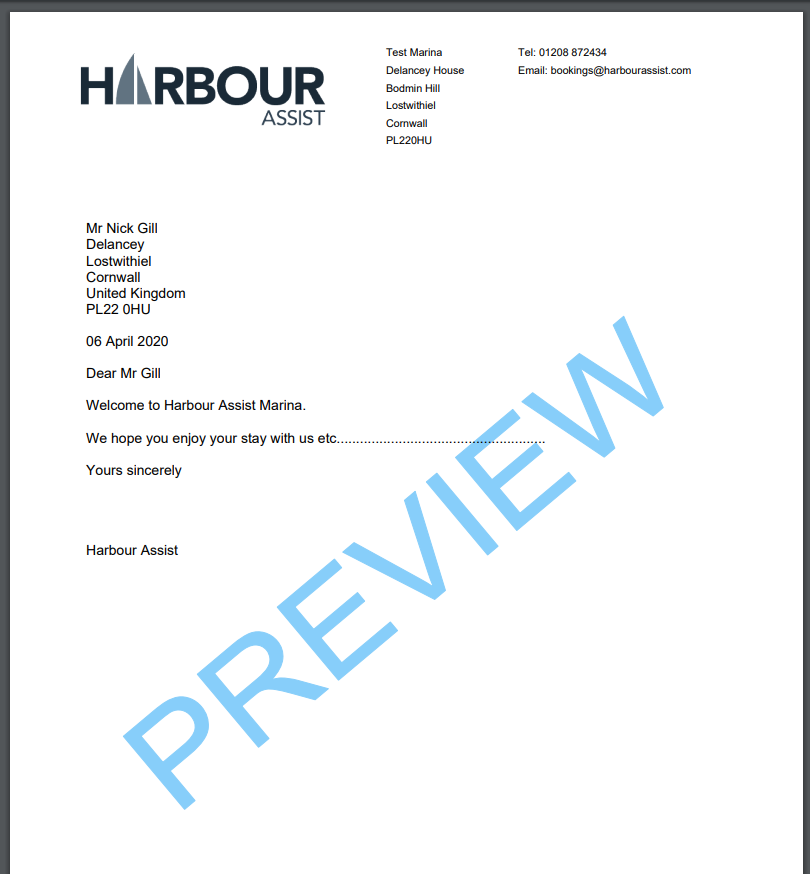 HARBOUR
ASSIST
Test Marina
Delancey House
Bodmin Hill
Lostwithiel
Cornwall
PL220HU
Tel: 01208 872434
Email: bookings@harbourassist.com
Mr Nick Gill
Delancey
Lostwithiel
Cornwall
United Kingdom
PL22 0HU
06 April 2020
Dear Mr Gill
Welcome to Harbour Assist Marina.
We hope you enjoy your stay with us etc......................................................
Yours sincerely
Harbour Assist
PREVIEW